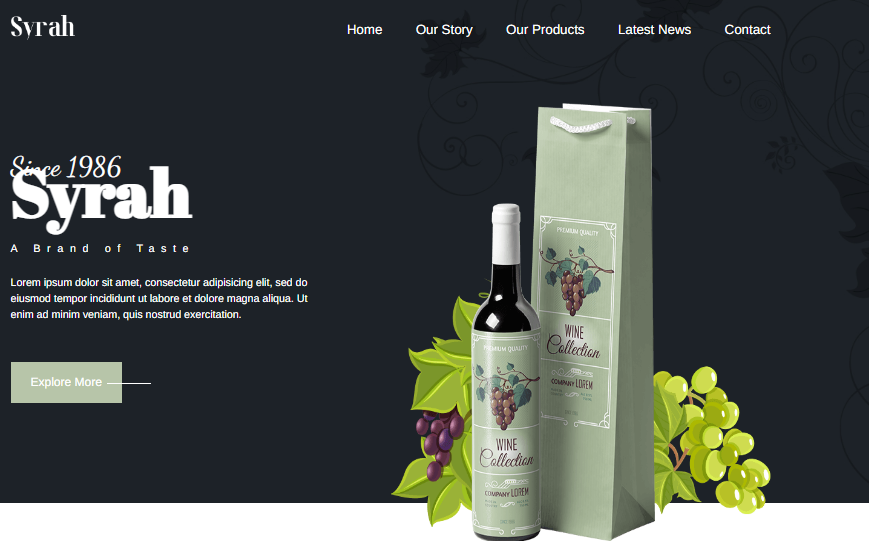 Syrah
Home Our Story Our Products Latest News Contact
Since 1986
Syrah
A Brand of Taste
Lorem ipsum dolor sit amet, consectetur adipisicing elit, sed do
eiusmod tempor incididunt ut labore et dolore magna aliqua. Ut
enim ad minim veniam, quis nostrud exercitation.
Explore More
PREMIUM QUALITY
WINE
Collection
COMPANY LOREM
PREMIUM QUALITY
WINE
Collection
COMPANY LOREM